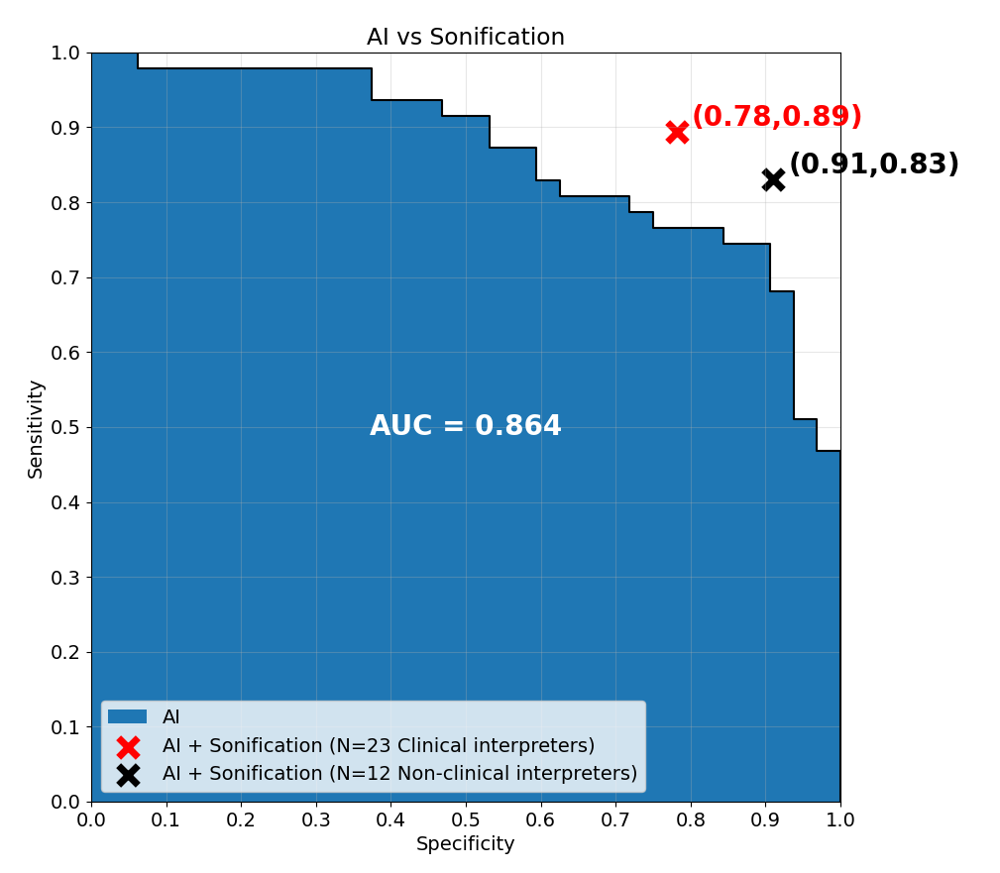 AI vs Sonification
1.0
0.9
0.8
0.7
0.6
0.5
0.4
0.3
0.2
0.1
0.0
Sensitivity
(0.78,0.89)
(0.91,0.83)
AUC = 0.864
AI
AI + Sonification (N=23 Clinical interpreters)
AI + Sonification (N=12 Non-clinical interpreters)
0.0 0.1 0.2 0.3 0.4 0.5 0.6 0.7 0.8 0.9 1.0
Specificity